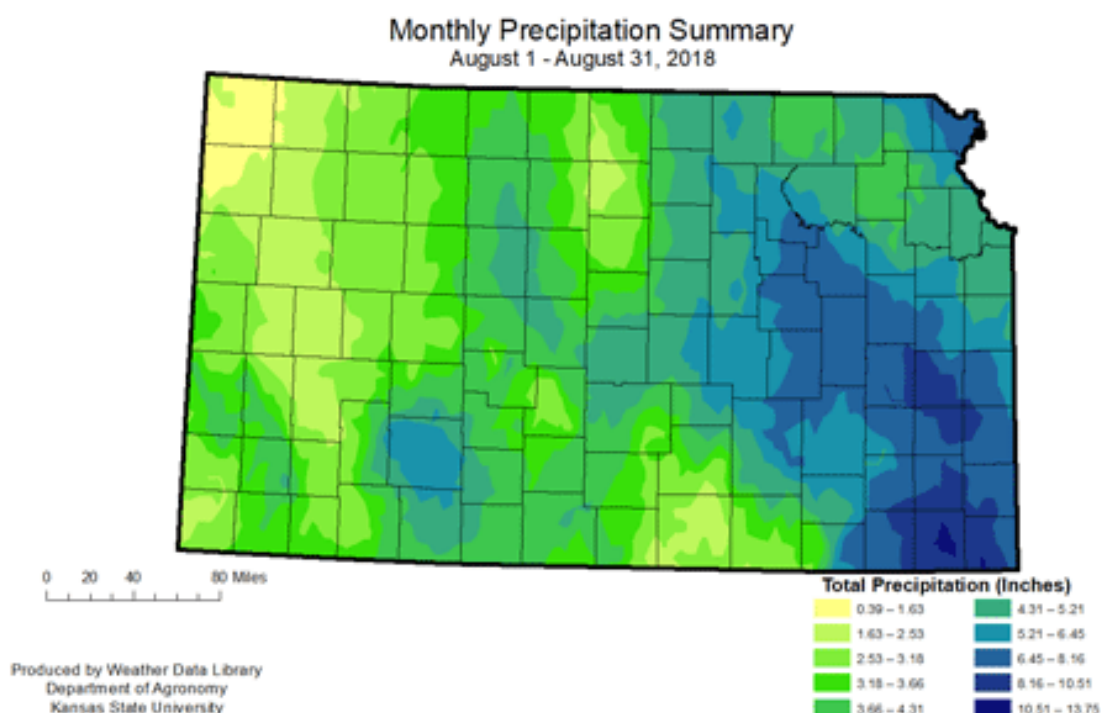 Monthly Precipitation Summary
August 1 - August 31, 2018
0 20 40 80 Miles
Total Precipitation (Inches)
0.39 – 1.63
1.63 – 2.53
2.53 – 3.18
3.18 – 3.66
3.66 – 4.31
4.31 – 5.21
5.21 – 6.45
6.45 – 8.16
8.16 – 10.51
10.51 – 13.75
Produced by Weather Data Library
Department of Agronomy
Kansas State University